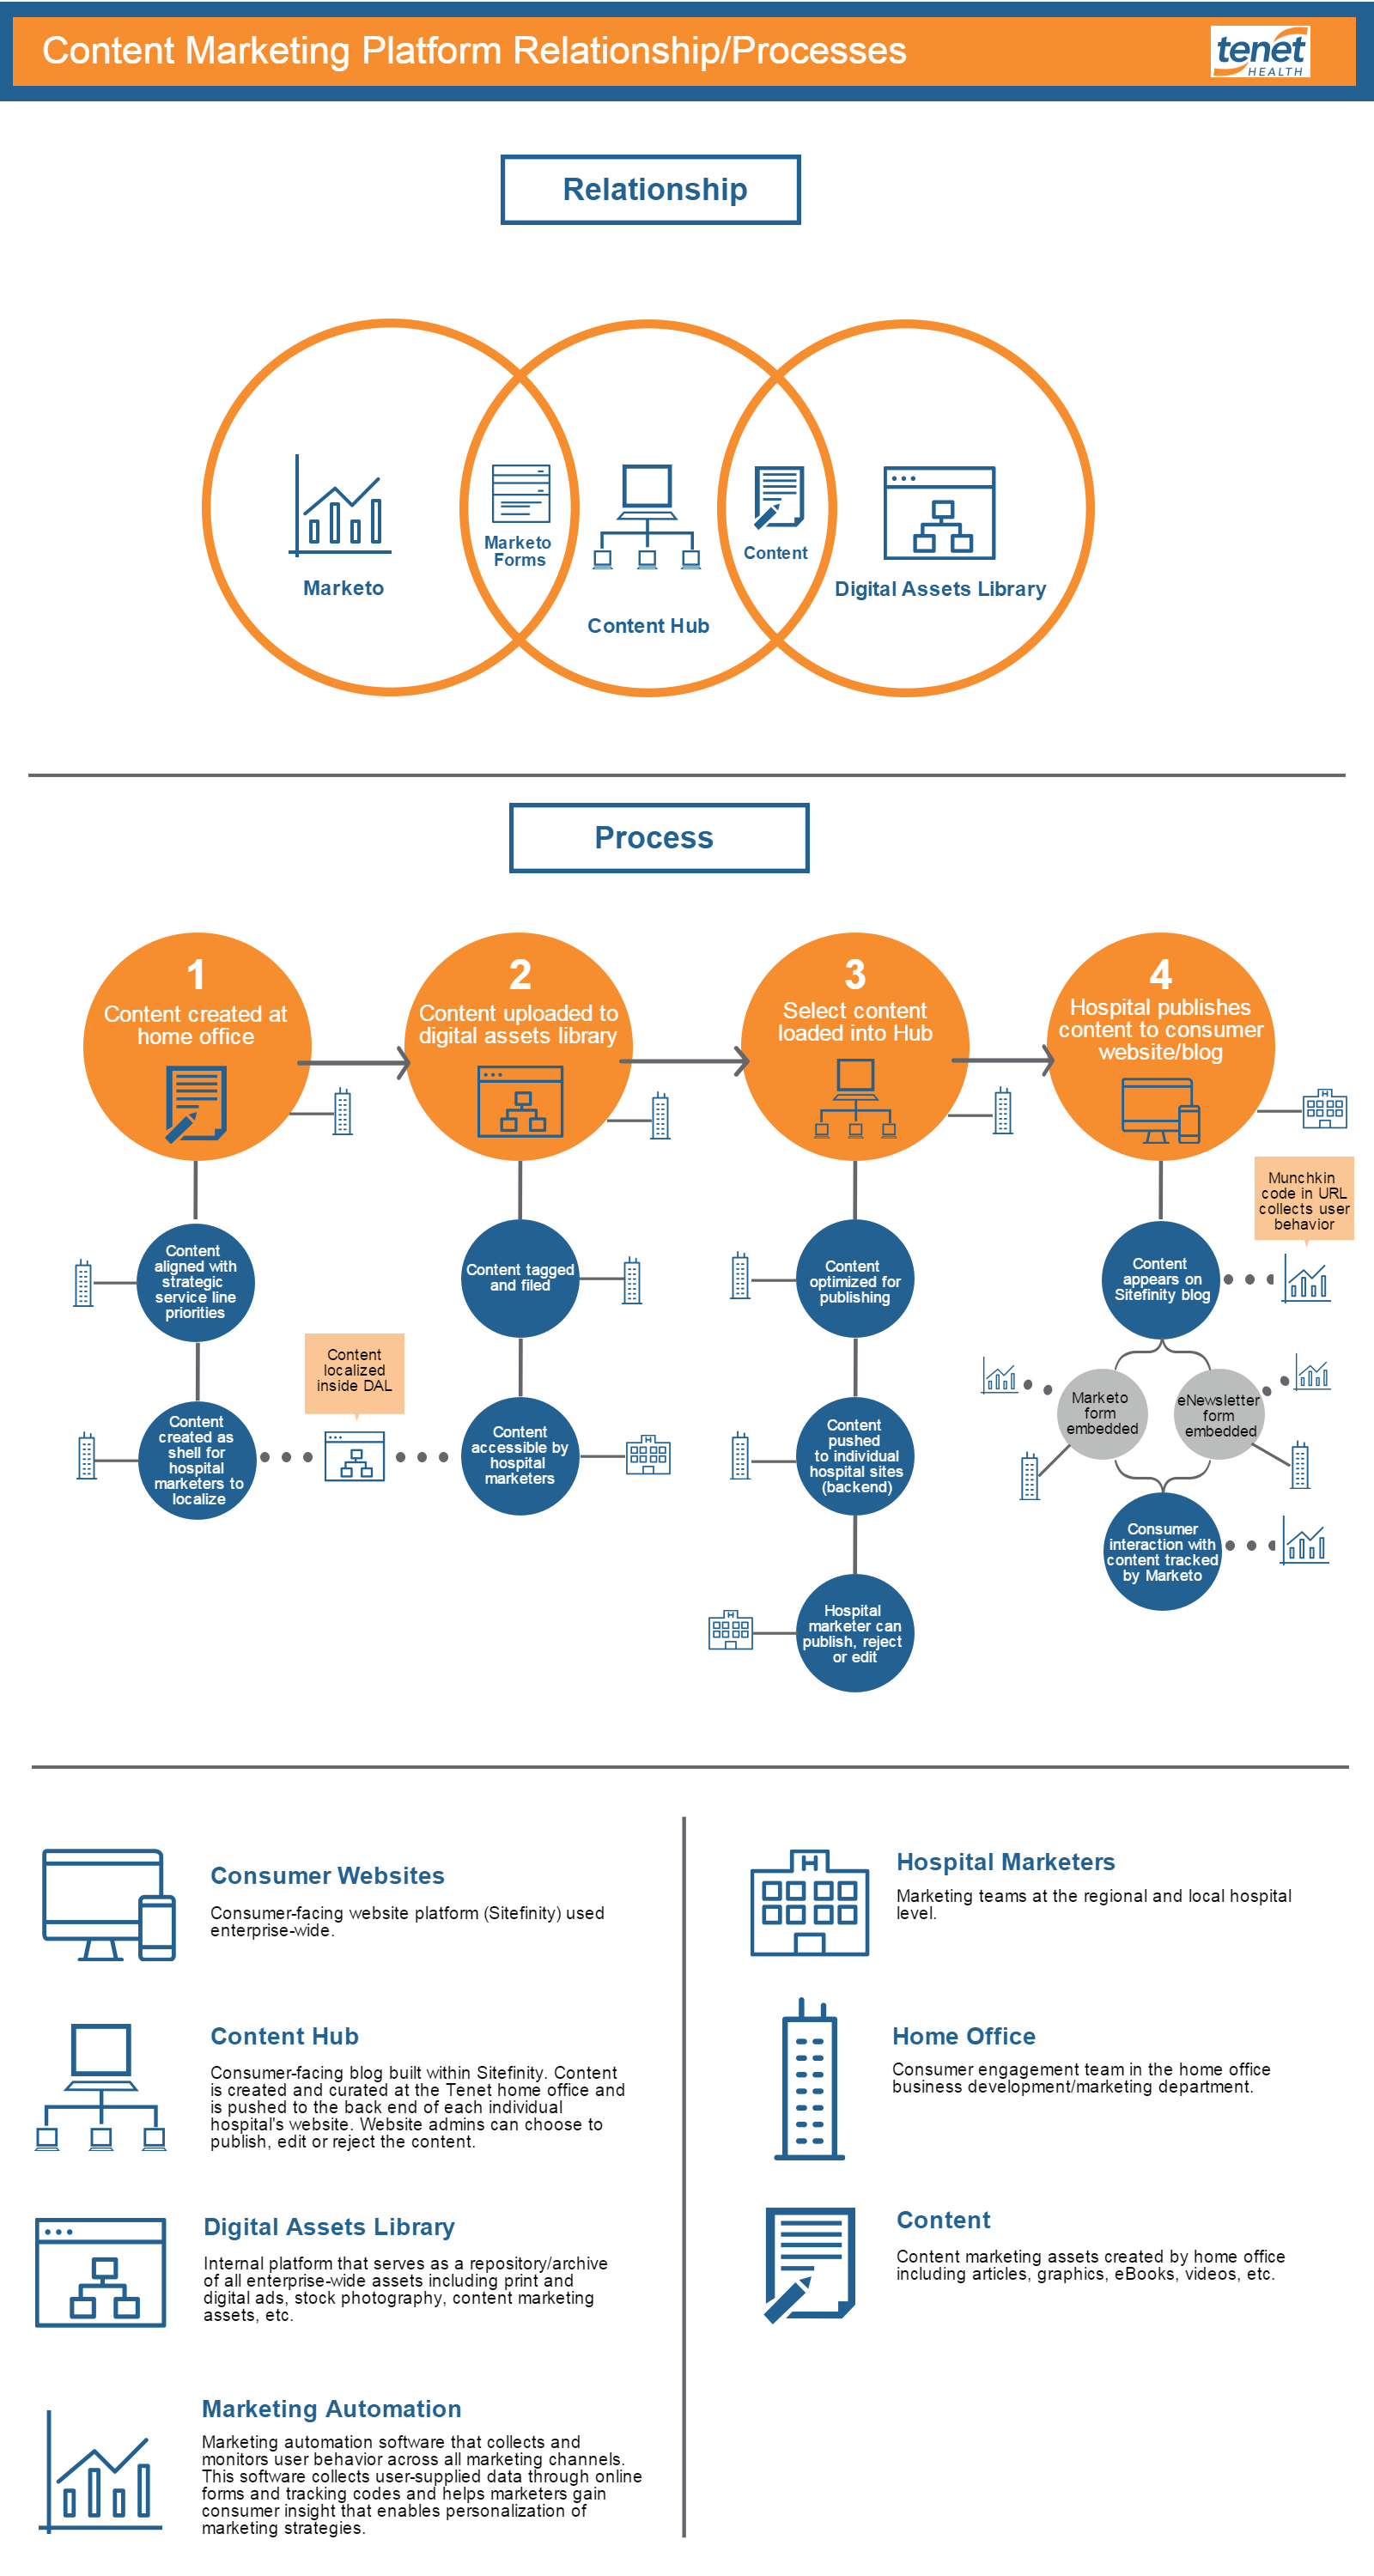 Content Marketing Platform Relationship/Processes
tenet
HEALTH
Relationship
Marketo
Marketo
Forms
Content Hub
Content
Digital Assets Library
Process
1
Content created at
home office
2
Content uploaded to
digital assets library
3
Select content
loaded into Hub
4
Hospital publishes
content to consumer
website/blog
Content
aligned with
strategic
service line
priorities
Content
created as
shell for
hospital
marketers to
localize
Content
localized
inside DAL
Content tagged
and filed
Content
accessible by
hospital
marketers
H
Content
optimized for
publishing
Content
pushed
to individual
hospital sites
(backend)
Hospital
marketer can
publish, reject
or edit
H
H
Munchkin
code in URL
collects user
behavior
Content
appears on
Sitefinity blog
Marketo
form
embedded
eNewsletter
form
embedded
Consumer
interaction with
content tracked
by Marketo
Consumer Websites
Consumer-facing website platform (Sitefinity) used
enterprise-wide.
Content Hub
Consumer-facing blog built within Sitefinity. Content
is created and curated at the Tenet home office and
is pushed to the back end of each individual
hospital's website. Website admins can choose to
publish, edit or reject the content.
Digital Assets Library
Internal platform that serves as a repository/archive
of all enterprise-wide assets including print and
digital ads, stock photography, content marketing
assets, etc.
Marketing Automation
Marketing automation software that collects and
monitors user behavior across all marketing channels.
This software collects user-supplied data through online
forms and tracking codes and helps marketers gain
consumer insight that enables personalization of
marketing strategies.
H
Hospital Marketers
Marketing teams at the regional and local hospital
level.
Home Office
Consumer engagement team in the home office
business development/marketing department.
Content
Content marketing assets created by home office
including articles, graphics, eBooks, videos, etc.